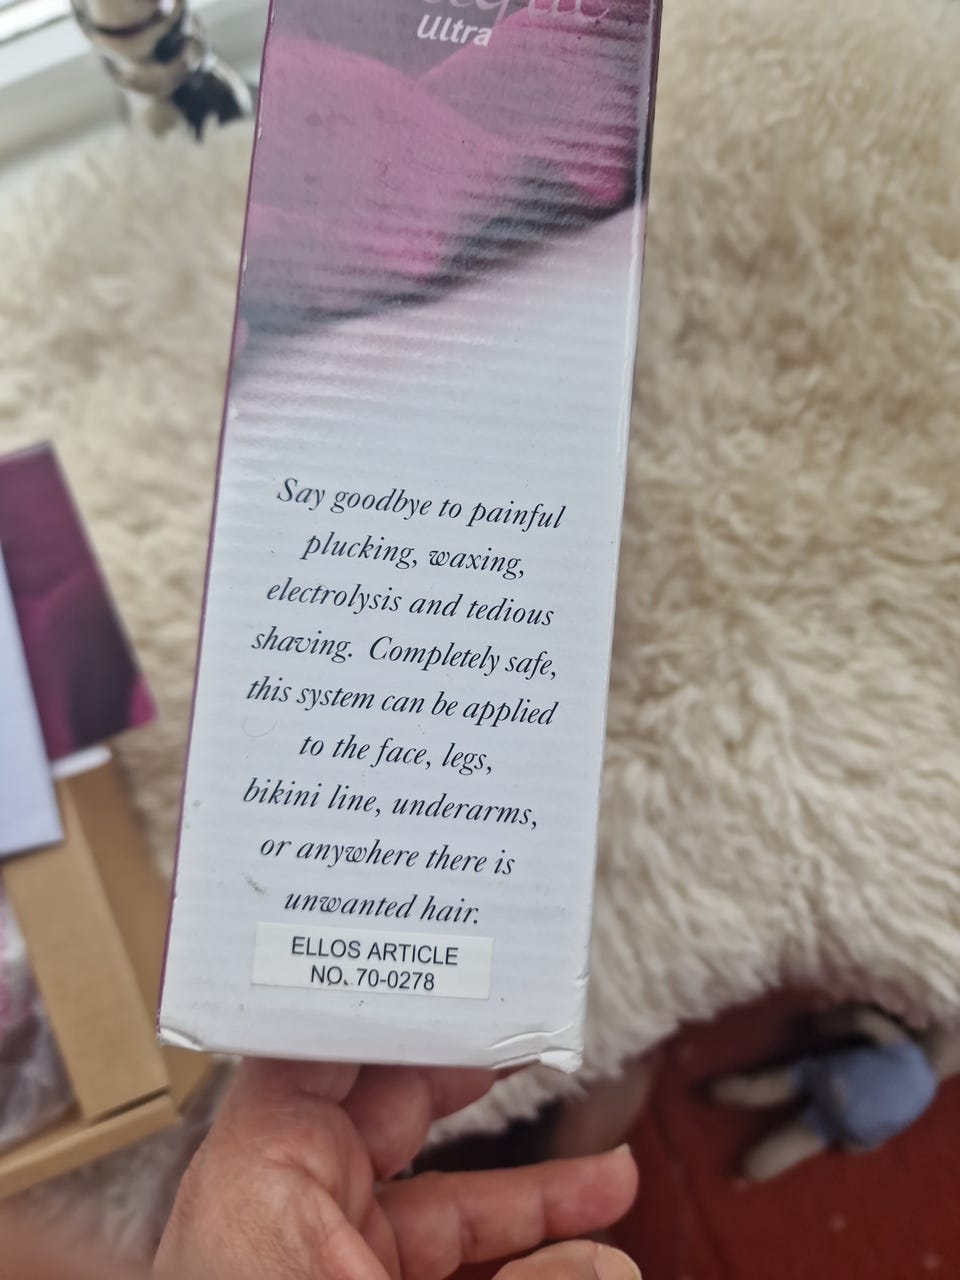 Ultra
Say goodbye to painful
plucking, waxing,
electrolysis and tedious
shaving. Completely safe,
this system can be applied
to the face, legs,
bikini line, underarms,
or anywhere there is
unwanted hair.
ELLOS ARTICLE
NO. 70-0278